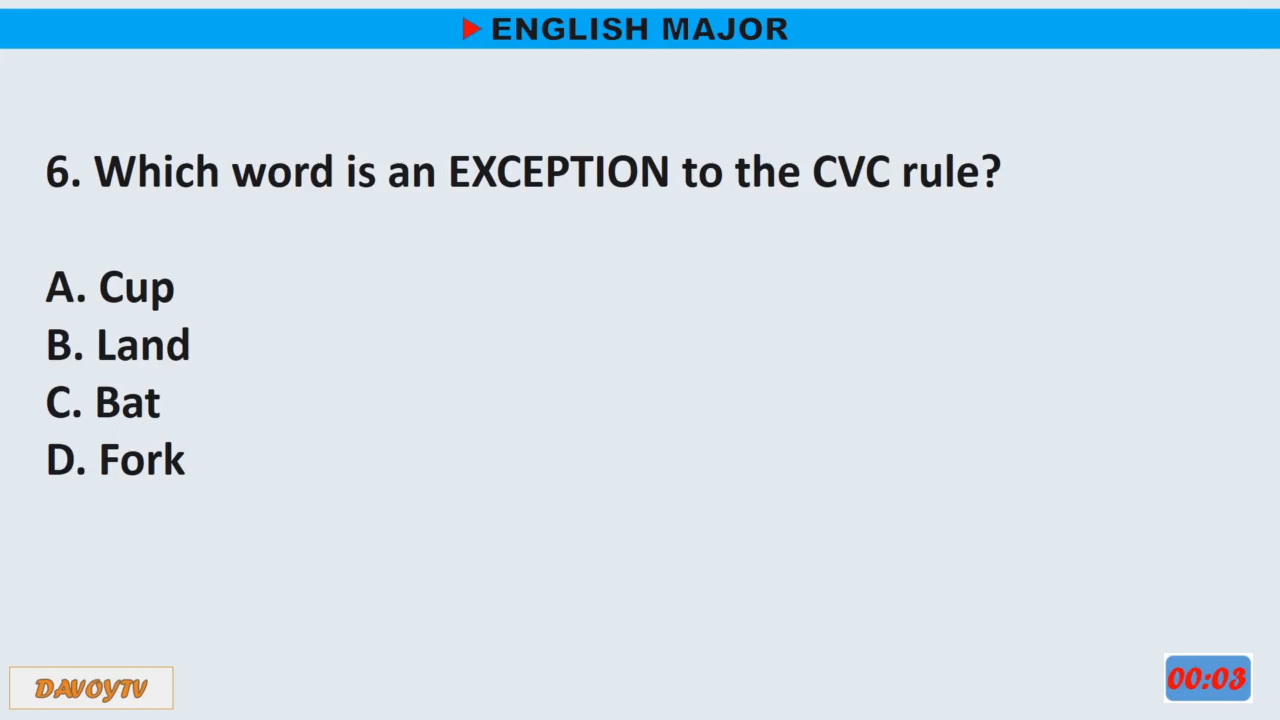 ENGLISH MAJOR
6. Which word is an EXCEPTION to the CVC rule?
A. Cup
B. Land
C. Bat
D. Fork
DAVOYTV
00:03